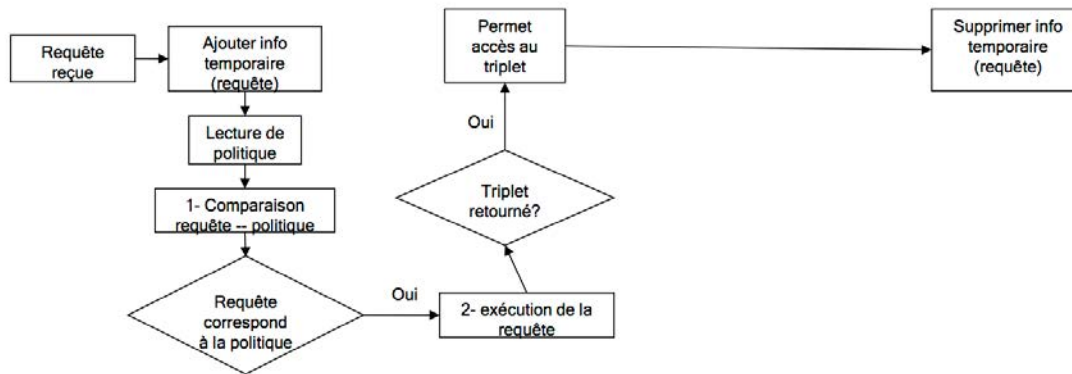 Requête
reçue
Ajouter info
temporaire
(requête)
Lecture de
politique
1- Comparaison
requête -- politique
Requête
correspond
à la politique
Oui
2- exécution de la
requête
Triplet
retourné?
Oui
Permet
accès au
triplet
Supprimer info
temporaire
(requête)